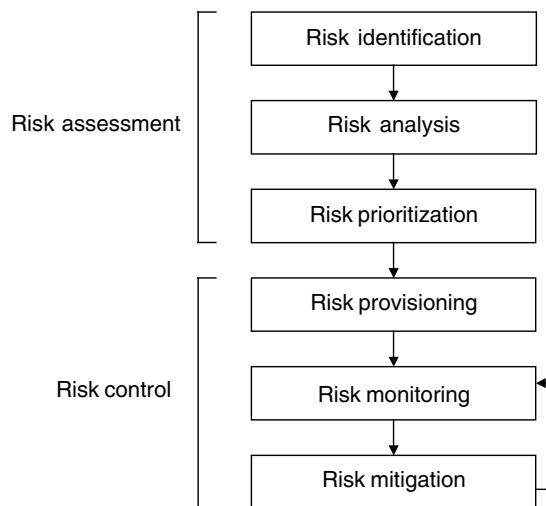 Risk identification
Risk analysis
Risk assessment
Risk prioritization
Risk provisioning
Risk monitoring
Risk control
Risk mitigation